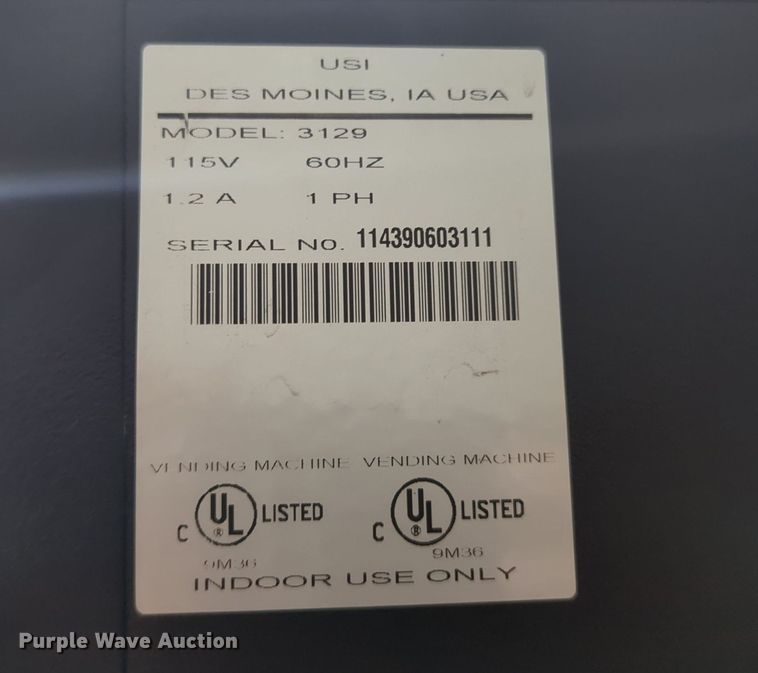 USI
DES MOINES, IA USA
MODEL: 3129
115V 60HZ
1.2 A 1 PH
SERIAL NO. 114390603111
VENDING MACHINE VENDING MACHINE
C UL ® LISTED C UL ® LISTED
9M36 9M36
INDOOR USE ONLY
Purple Wave Auction